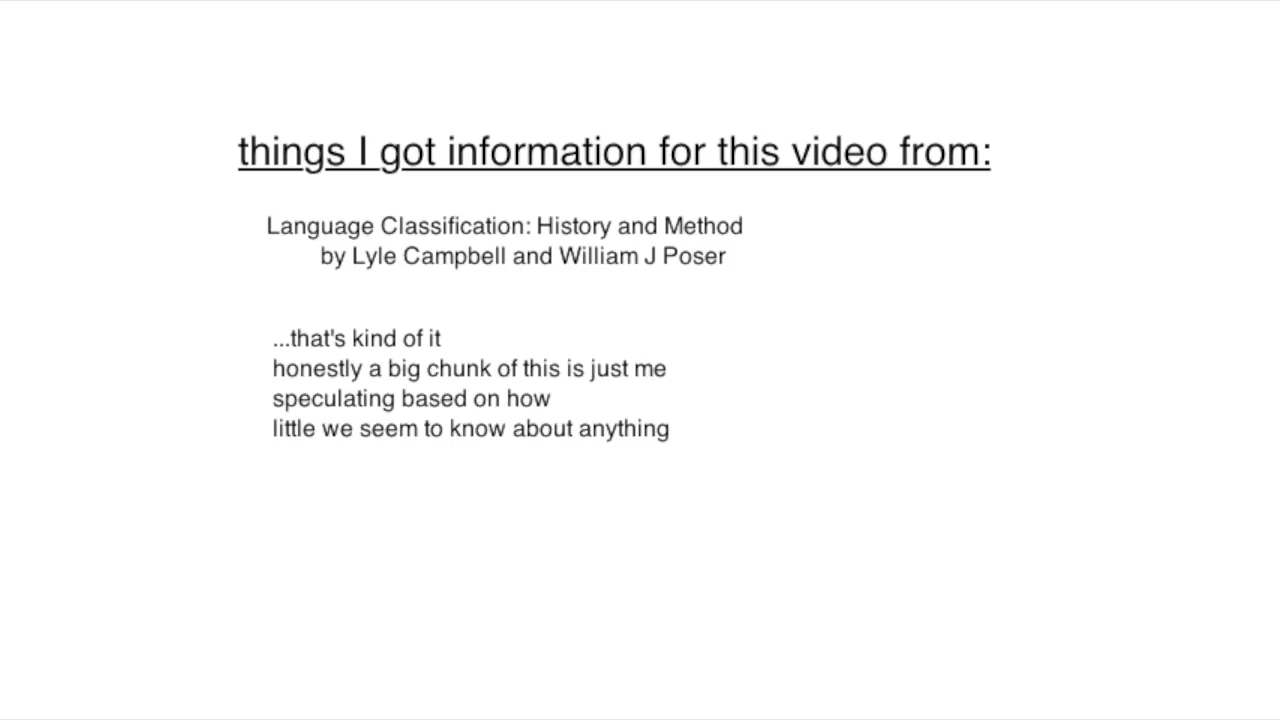 things I got information for this video from:
Language Classification: History and Method
by Lyle Campbell and William J Poser
...that's kind of it
honestly a big chunk of this is just me
speculating based on how
little we seem to know about anything